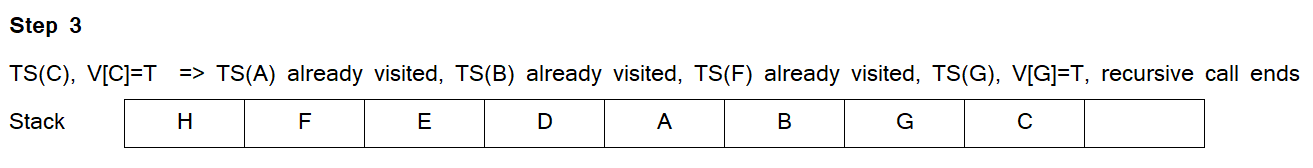 Step 3
TS(C), V[C]=T => TS(A) already visited, TS(B) already visited, TS(F) already visited, TS(G), V[G]=T, recursive call ends
Stack H F E D A B G C